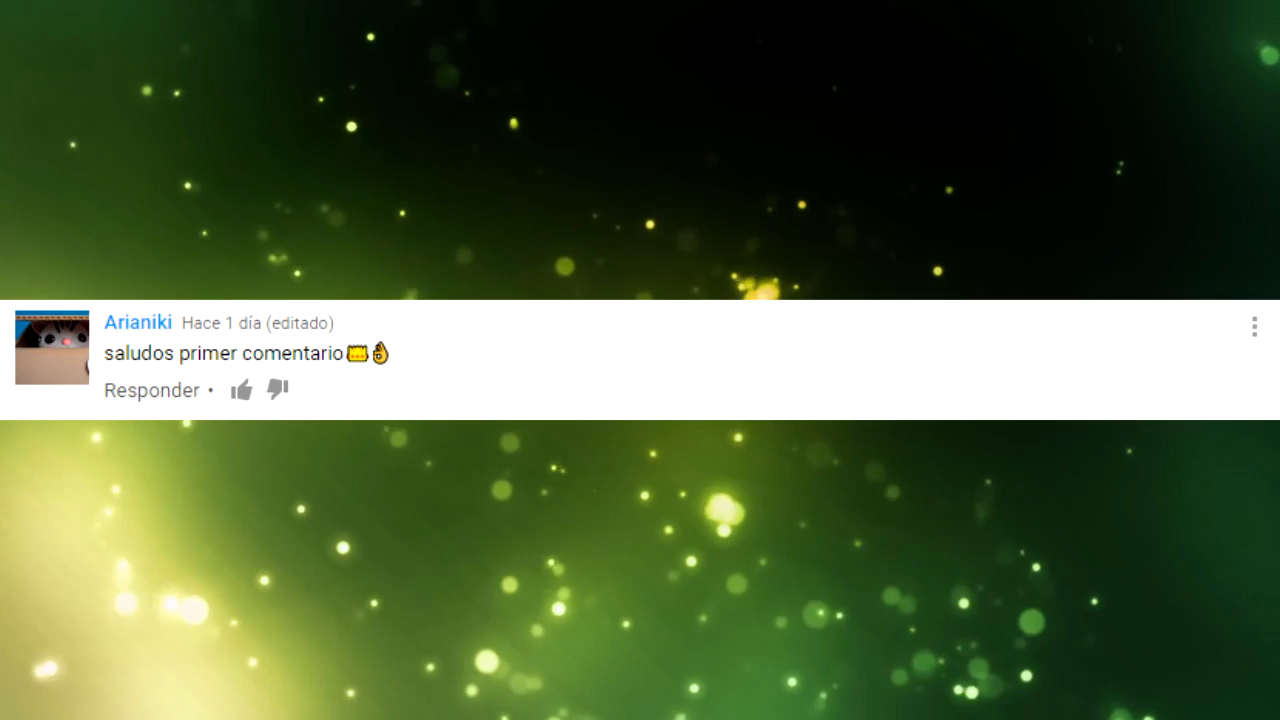 Arianiki Hace 1 día (editado)
saludos primer comentario
Responder •